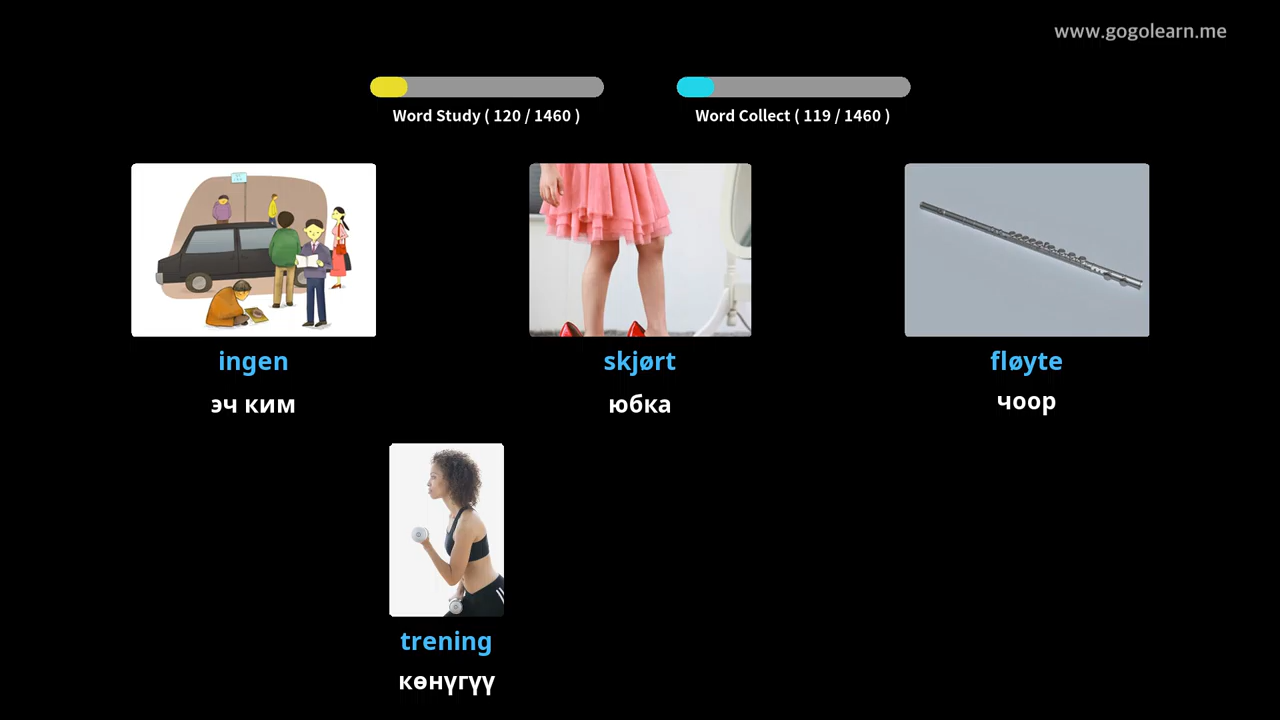 www.gogolearn.me
Word Study ( 120 / 1460 )
Word Collect ( 119 / 1460 )
ingen
эч ким
skjørt
юбка
fløyte
чоор
trening
көнүгүү